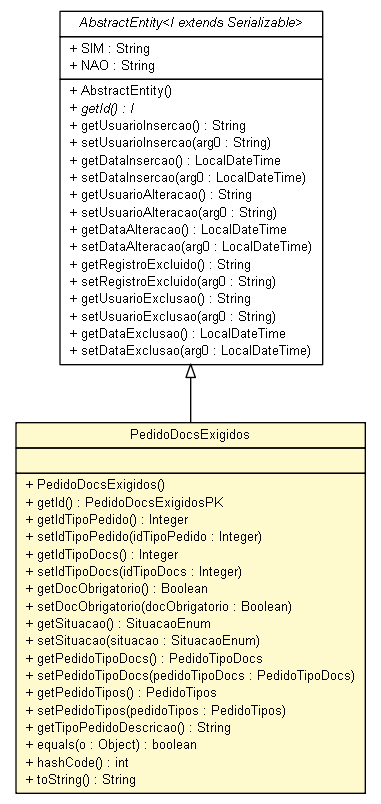 AbstractEntity<I extends Serializable>
+ SIM : String
+ NAO : String
+ AbstractEntity()
+ getId() : I
+ getUsuarioInsercao() : String
+ setUsuarioInsercao(arg0 : String)
+ getDataInsercao() : LocalDateTime
+ setDataInsercao(arg0 : LocalDateTime)
+ getUsuarioAlteracao() : String
+ setUsuarioAlteracao(arg0 : String)
+ getDataAlteracao() : LocalDateTime
+ setDataAlteracao(arg0 : LocalDateTime)
+ getRegistroExcluido() : String
+ setRegistroExcluido(arg0 : String)
+ getUsuarioExclusao() : String
+ setUsuarioExclusao(arg0 : String)
+ getDataExclusao() : LocalDateTime
+ setDataExclusao(arg0 : LocalDateTime)
PedidoDocsExigidos
+ PedidoDocsExigidos()
+ getId() : PedidoDocsExigidosPK
+ getIdTipoPedido() : Integer
+ setIdTipoPedido(idTipoPedido : Integer)
+ getIdTipoDocs() : Integer
+ setIdTipoDocs(idTipoDocs : Integer)
+ getDocObrigatorio() : Boolean
+ setDocObrigatorio(docObrigatorio : Boolean)
+ getSituacao() : SituacaoEnum
+ setSituacao(situacao : SituacaoEnum)
+ getPedidoTipoDocs() : PedidoTipoDocs
+ setPedidoTipoDocs(pedidoTipoDocs : PedidoTipoDocs)
+ getPedidoTipos() : PedidoTipos
+ setPedidoTipos(pedidoTipos : PedidoTipos)
+ getTipoPedidoDescricao() : String
+ equals(o : Object) : boolean
+ hashCode() : int
+ toString() : String